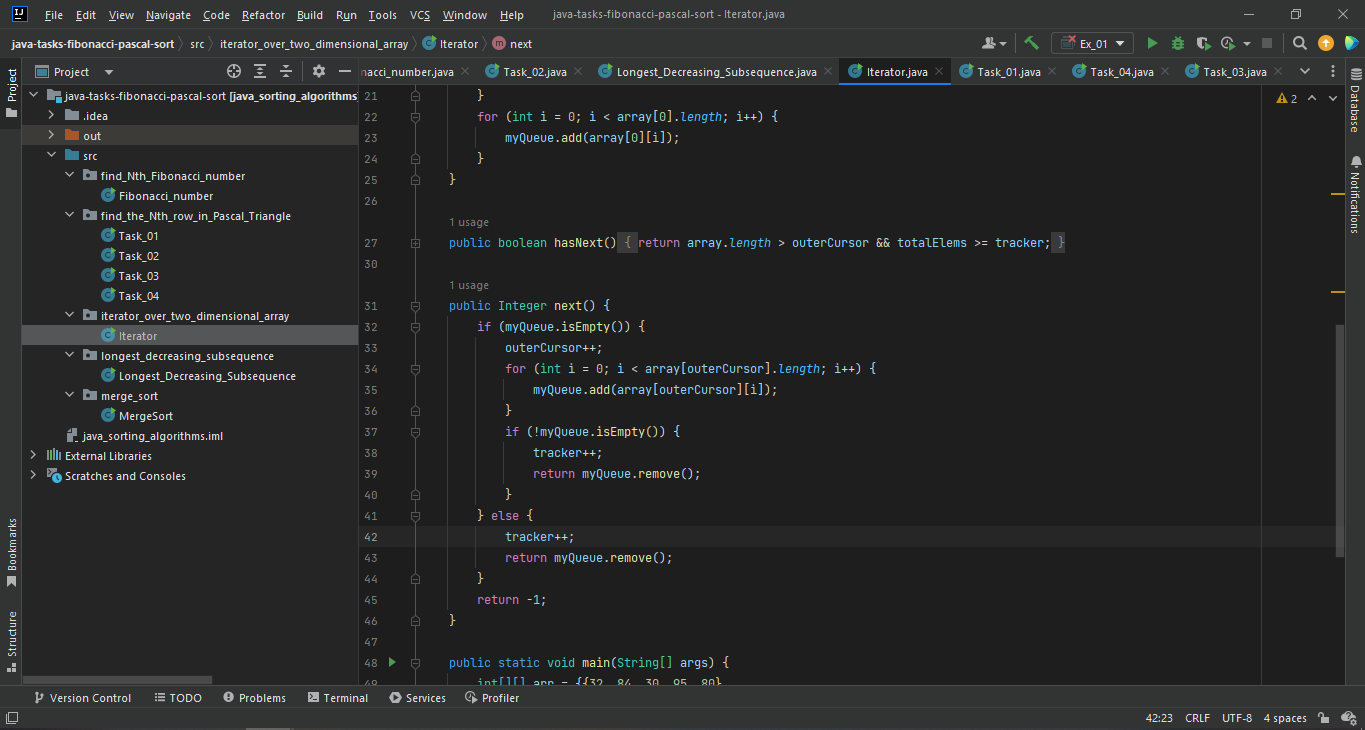 File Edit View Navigate Code Refactor Build Run Tools VCS Window Help java-tasks-fibonacci-pascal-sort - Iterator.java
java-tasks-fibonacci-pascal-sort src iterator_over_two_dimensional_array Iterator m next Ex_01
Project nacci_number.java Task_02.java Longest_Decreasing_Subsequence.java Iterator.java Task_01.java Task_04.java Task_03.java
Project
Bookmarks
Structure
java-tasks-fibonacci-pascal-sort [java_sorting_algorithms
.idea
out
src
find_Nth_Fibonacci_number
Fibonacci_number
find_the_Nth_row_in_Pascal_Triangle
Task_01
Task_02
Task_03
Task_04
iterator_over_two_dimensional_array
Iterator
longest_decreasing_subsequence
Longest_Decreasing_Subsequence
merge_sort
MergeSort
java_sorting_algorithms.iml
External Libraries
Scratches and Consoles
21 }
22 for (int i = 0; i < array[0].length; i++) {
23 myQueue.add(array[0][i]);
24 }
25 }
26
1 usage
27 public boolean hasNext() { return array.length > outerCursor && totalElems >= tracker; }
30
1 usage
31 public Integer next() {
32 if (myQueue.isEmpty()) {
33 outerCursor++;
34 for (int i = 0; i < array[outerCursor].length; i++) {
35 myQueue.add(array[outerCursor][i]);
36 }
37 if (!myQueue.isEmpty()) {
38 tracker++;
39 return myQueue.remove();
40 }
41 } else {
42 tracker++;
43 return myQueue.remove();
44 }
45 return -1;
46 }
47
48 public static void main(String[] args) {
49 int[][] arr = {{32, 84, 30, 95, 80},
2
Database
Notifications
Version Control TODO Problems Terminal Services Profiler
42:23 CRLF UTF-8 4 spaces